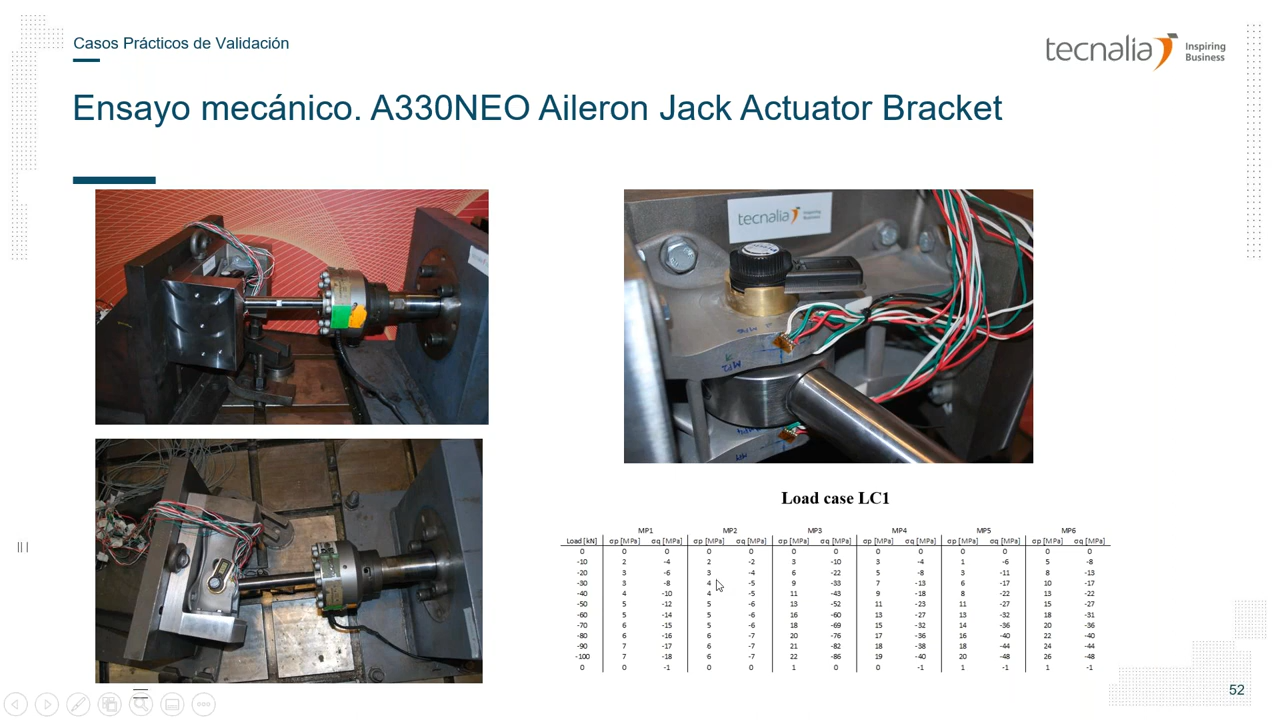 Casos Prácticos de Validación
tecnalia Inspiring Business
Ensayo mecánico. A330NEO Aileron Jack Actuator Bracket
tecnalia Inspiring Business
MP2
Load case LC1
MP1 MP2 MP3 MP4 MP5 MP6
Load [kN] σp [MPa] σq [MPa] σp [MPa] σq [MPa] σp [MPa] σq [MPa] σp [MPa] σq [MPa] σp [MPa] σq [MPa] σp [MPa] σq [MPa]
0 0 0 0 0 0 0 0 0 0 0 0 0
-10 2 -4 2 -2 3 -10 3 -4 1 -6 5 -8
-20 3 -6 3 -4 6 -22 5 -8 3 -11 8 -13
-30 3 -8 4 -5 9 -33 7 -13 6 -17 10 -17
-40 4 -10 4 -5 11 -43 9 -18 8 -22 13 -22
-50 5 -12 5 -6 13 -52 11 -23 11 -27 15 -27
-60 5 -14 5 -6 16 -60 13 -27 13 -32 18 -31
-70 6 -15 5 -6 18 -69 15 -32 14 -36 20 -36
-80 6 -16 6 -7 20 -76 17 -36 16 -40 22 -40
-90 7 -17 6 -7 21 -82 18 -38 18 -44 24 -44
-100 7 -18 6 -7 22 -86 19 -40 20 -48 26 -48
0 0 -1 0 0 1 0 0 -1 1 -1 1 -1
52